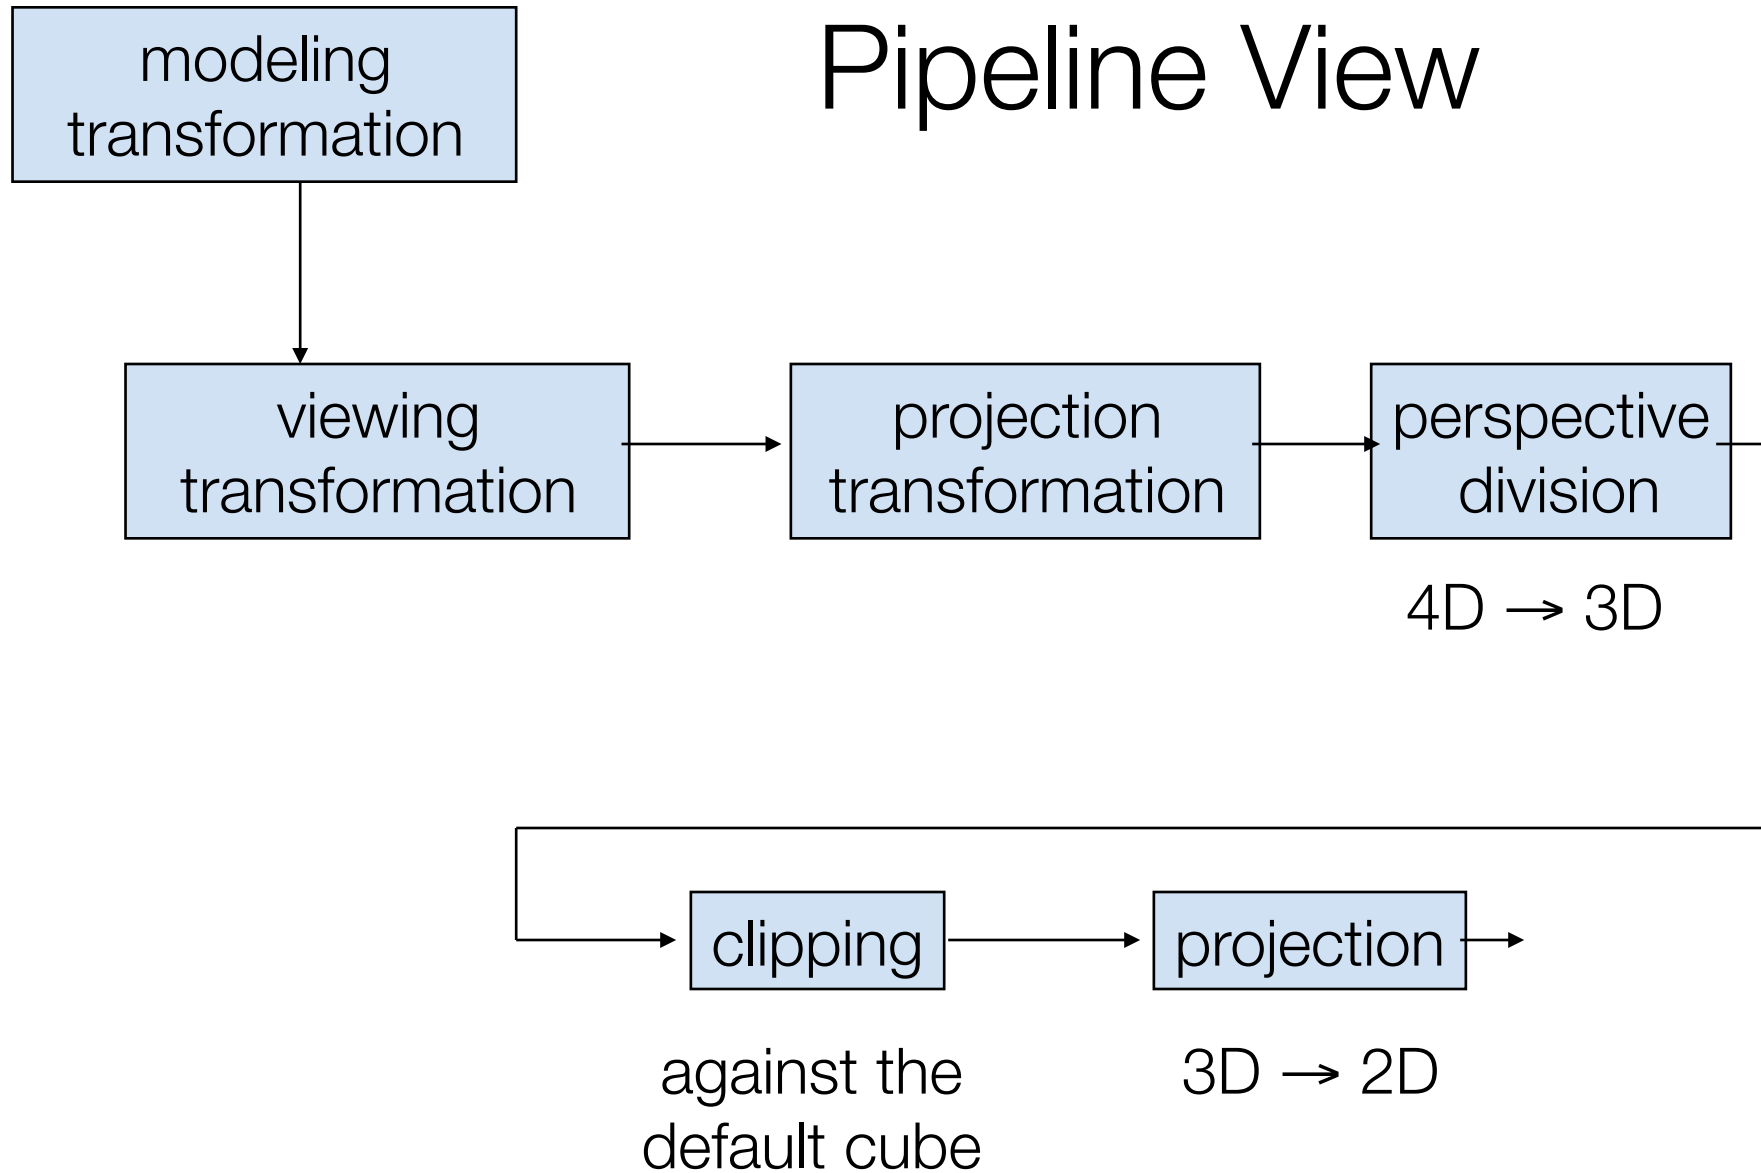 Pipeline View
modeling
transformation
viewing
transformation
projection
transformation
perspective
division
4D → 3D
clipping
projection
against the
default cube
3D → 2D